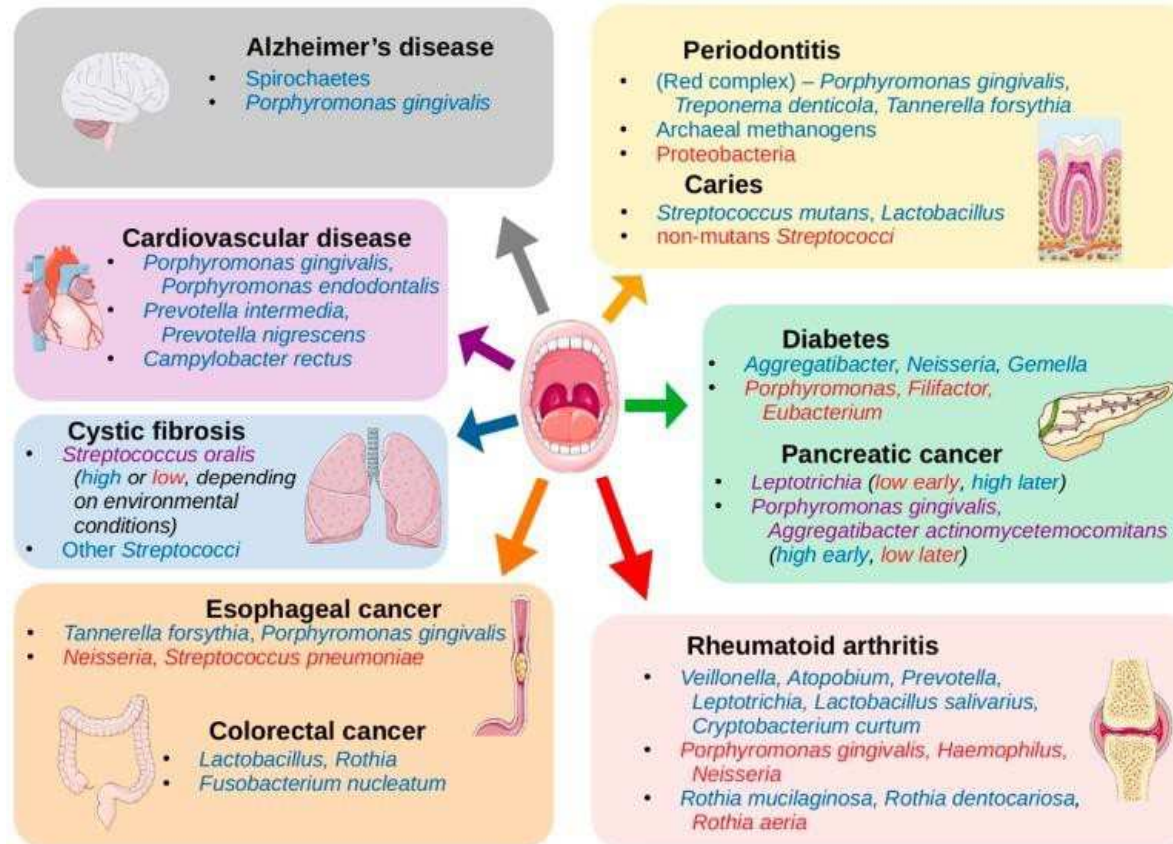 Alzheimer's disease
• Spirochaetes
• Porphyromonas gingivalis
Periodontitis
• (Red complex) – Porphyromonas gingivalis,
Treponema denticola, Tannerella forsythia
• Archaeal methanogens
• Proteobacteria
Caries
• Streptococcus mutans, Lactobacillus
• non-mutans Streptococci
Cardiovascular disease
• Porphyromonas gingivalis,
Porphyromonas endodontalis
• Prevotella intermedia,
Prevotella nigrescens
• Campylobacter rectus
Diabetes
• Aggregatibacter, Neisseria, Gemella
• Porphyromonas, Filifactor,
Eubacterium
Pancreatic cancer
• Leptotrichia (low early, high later)
• Porphyromonas gingivalis,
Aggregatibacter actinomycetemcomitans
(high early, low later)
Cystic fibrosis
• Streptococcus oralis
(high or low, depending
on environmental
conditions)
• Other Streptococci
Esophageal cancer
• Tannerella forsythia, Porphyromonas gingivalis
• Neisseria, Streptococcus pneumoniae
Colorectal cancer
• Lactobacillus, Rothia
• Fusobacterium nucleatum
Rheumatoid arthritis
• Veillonella, Atopobium, Prevotella,
Leptotrichia, Lactobacillus salivarius,
Cryptobacterium curtum
• Porphyromonas gingivalis, Haemophilus,
Neisseria
• Rothia mucilaginosa, Rothia dentocariosa,
Rothia aeria